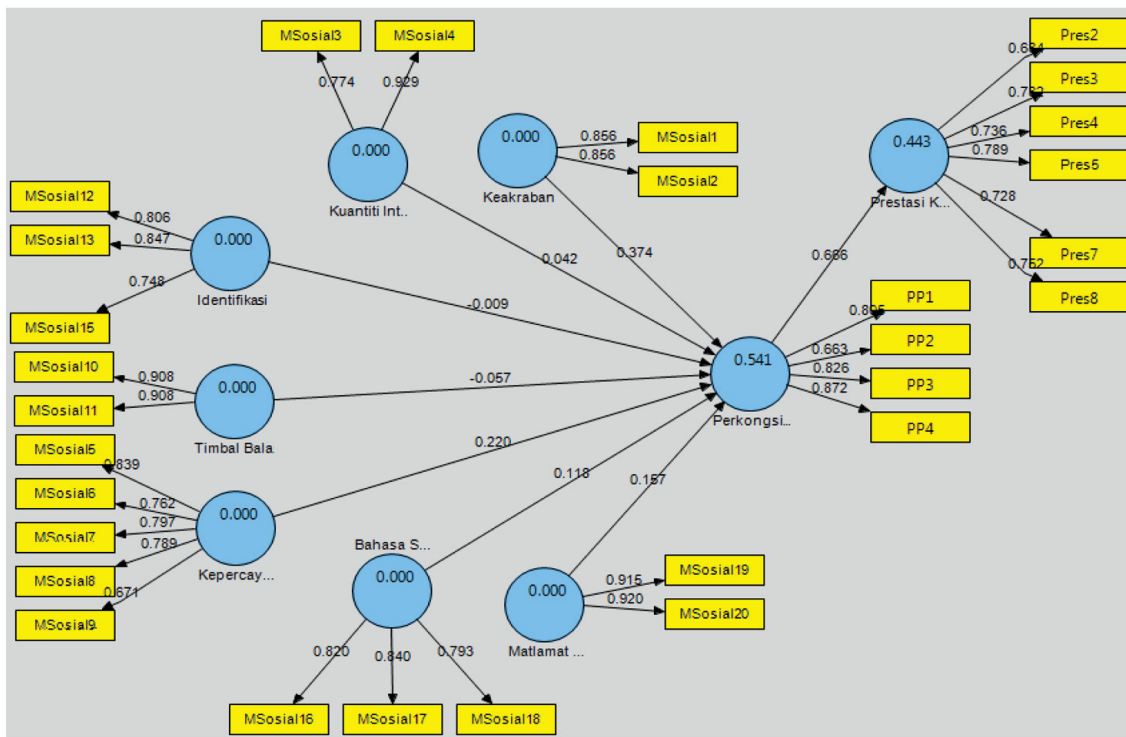 MSosial3
MSosial4
0.774
0.929
0.000
Kuantiti Int..
0.000
Keakraban
0.856
0.856
MSosial1
MSosial2
0.443
Prestasi K...
Pres2
Pres3
0.736
Pres4
0.789
Pres5
0.728
Pres7
Pres8
MSosial12
0.806
MSosial13
0.847
0.748
MSosial15
0.000
Identifikasi
0.042
0.374
-0.009
0.666
MSosial10
0.908
MSosial11
0.908
0.000
Timbal Bala.
-0.057
0.541
Perkongsi...
PP1
0.663
PP2
0.826
PP3
0.872
PP4
MSosial5
0.839
MSosial6
0.762
MSosial7
0.797
MSosial8
0.789
MSosial9
0.671
0.000
Kepercay...
0.220
0.118
0.157
Bahasa S...
0.000
0.820
0.840
0.793
MSosial16
MSosial17
MSosial18
0.000
Matlamat ...
0.915
MSosial19
0.920
MSosial20